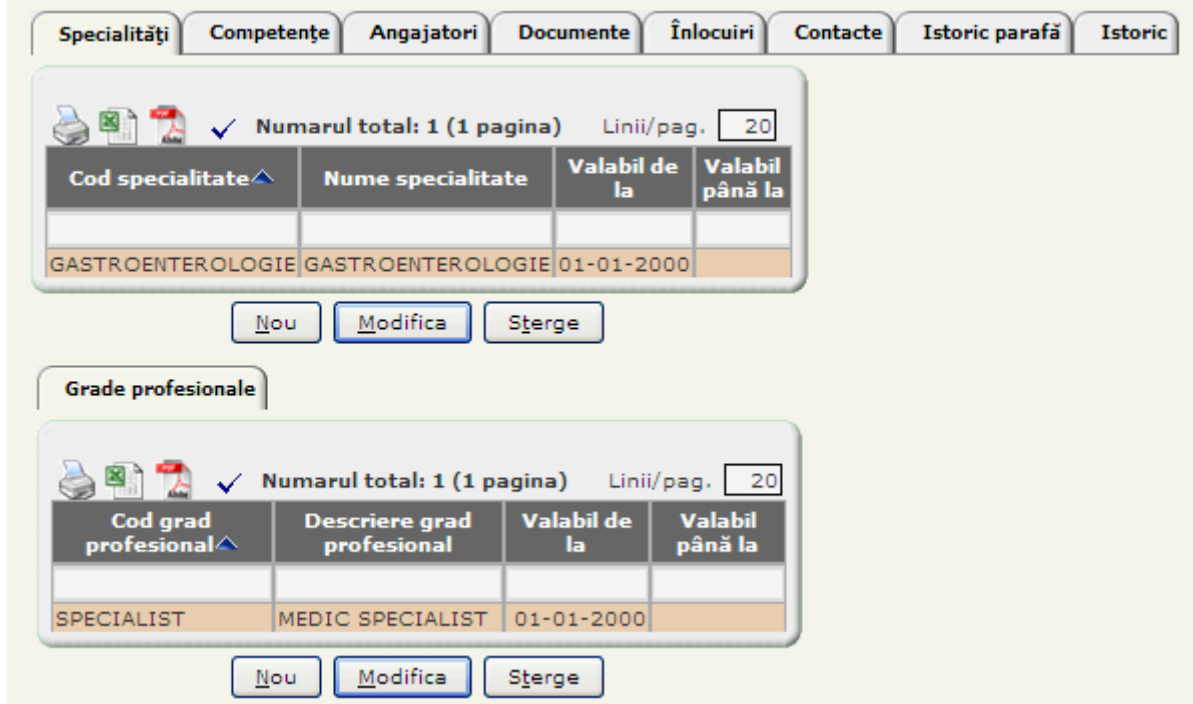 Specialităţi Competenţe Angajatori Documente Înlocuiri Contacte Istoric parafă Istoric
Numarul total: 1 (1 pagina) Linii/pag. 20
Cod specialitate Nume specialitate Valabil de la Valabil până la
GASTROENTEROLOGIE GASTROENTEROLOGIE 01-01-2000
Nou Modifica Sterge
Grade profesionale
Numarul total: 1 (1 pagina) Linii/pag. 20
Cod grad profesional Descriere grad profesional Valabil de la Valabil până la
SPECIALIST MEDIC SPECIALIST 01-01-2000
Nou Modifica Sterge